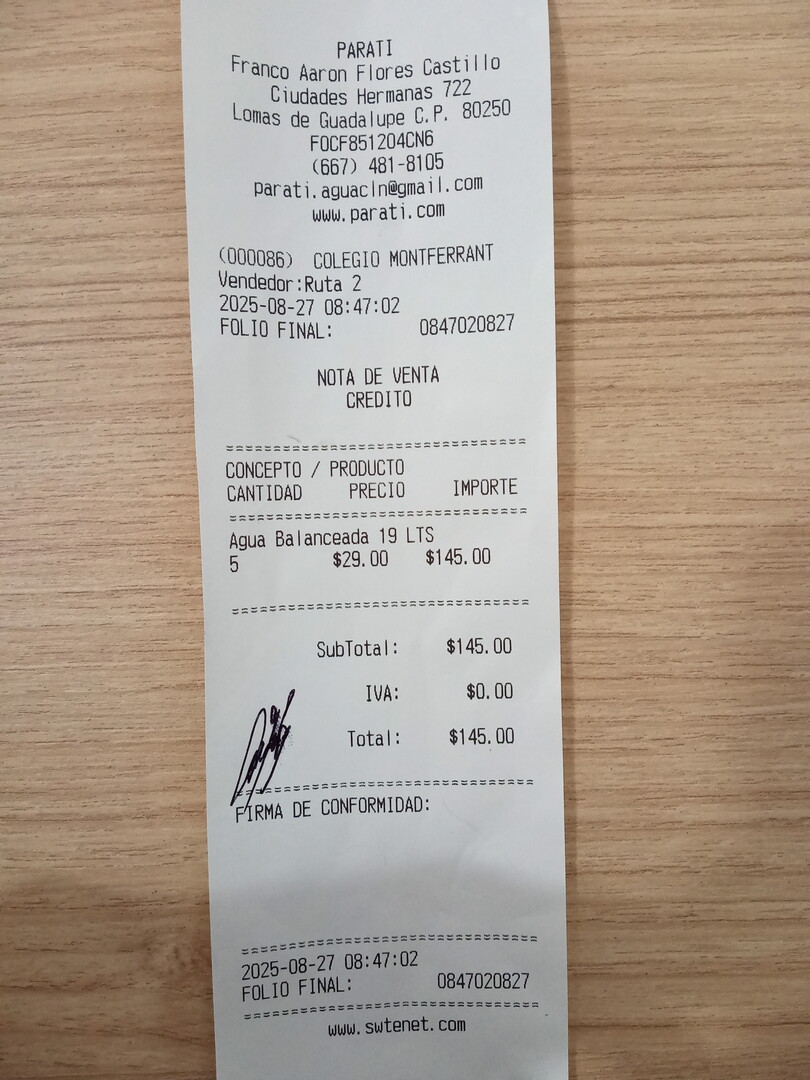 PARATI
Franco Aaron Flores Castillo
Ciudades Hermanas 722
Lomas de Guadalupe C.P. 80250
FOCF851204CN6
(667) 481-8105
parati.aguacln@gmail.com
www.parati.com
(000086) COLEGIO MONTFERRANT
Vendedor:Ruta 2
2025-08-27 08:47:02
FOLIO FINAL: 0847020827
NOTA DE VENTA
CREDITO
================================
CONCEPTO / PRODUCTO
CANTIDAD PRECIO IMPORTE
================================
Agua Balanceada 19 LTS
5 $29.00 $145.00
================================
SubTotal: $145.00
IVA: $0.00
Total: $145.00
================================
FIRMA DE CONFORMIDAD:
================================
2025-08-27 08:47:02
FOLIO FINAL: 0847020827
================================
www.swtenet.com